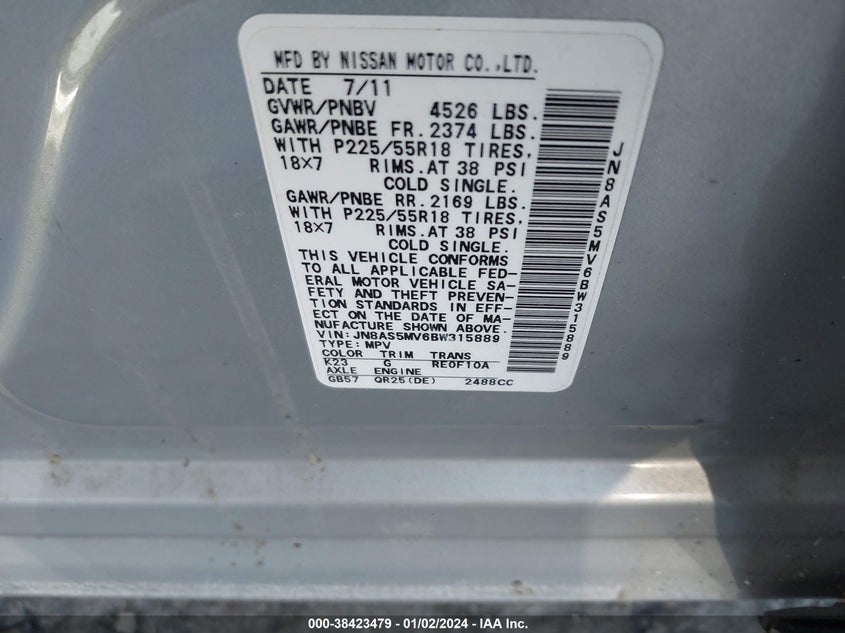 MFD BY NISSAN MOTOR CO.,LTD.
DATE 7/11
GVWR/PNBV 4526 LBS.
GAWR/PNBE FR. 2374 LBS.
WITH P225/55R18 TIRES,
18X7 RIMS.AT 38 PSI
COLD SINGLE.
GAWR/PNBE RR. 2169 LBS.
WITH P225/55R18 TIRES,
18X7 RIMS.AT 38 PSI
COLD SINGLE.
THIS VEHICLE CONFORMS
TO ALL APPLICABLE FED-
ERAL MOTOR VEHICLE SA-
FETY AND THEFT PREVEN-
TION STANDARDS IN EFF-
ECT ON THE DATE OF MA-
NUFACTURE SHOWN ABOVE.
VIN: JN8AS5MV6BW315889
TYPE: MPV
COLOR TRIM TRANS
K23 G RE0F10A
AXLE ENGINE
GB57 QR25(DE) 2488CC
JN8AS5MV6BW315889
000-38423479 - 01/02/2024 - IAA Inc.